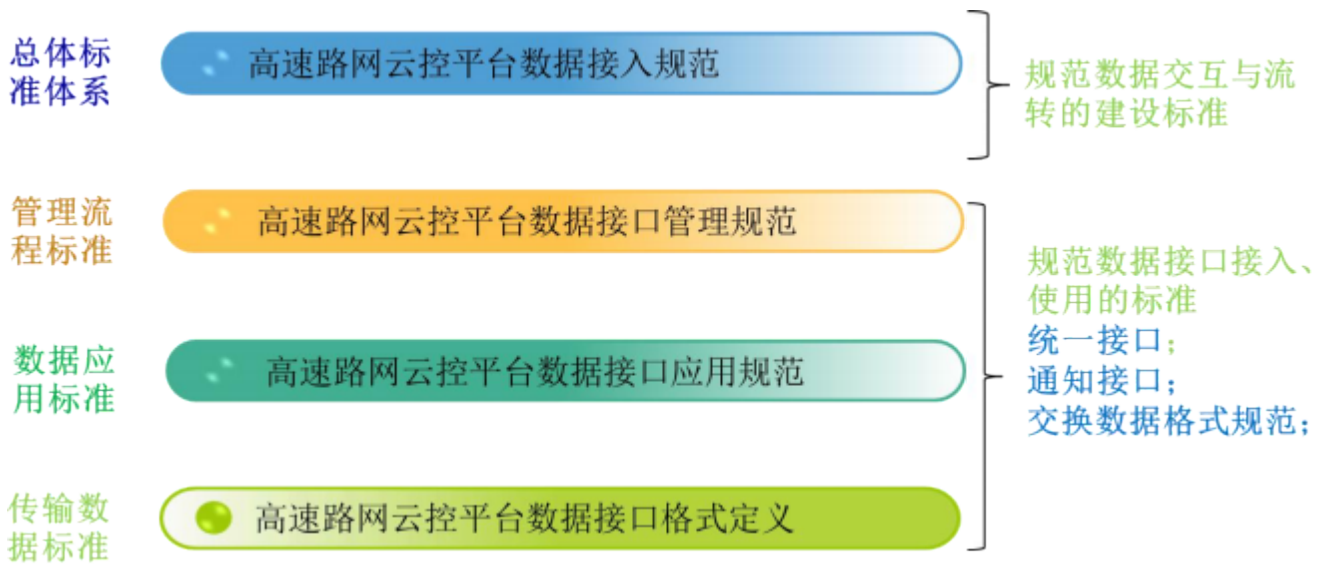 总体标
准体系
高速路网云控平台数据接入规范
规范数据交互与流
转的建设标准
管理流
程标准
高速路网云控平台数据接口管理规范
数据应
用标准
高速路网云控平台数据接口应用规范
规范数据接口接入、
使用的标准
统一接口；
通知接口；
交换数据格式规范；
传输数
据标准
高速路网云控平台数据接口格式定义